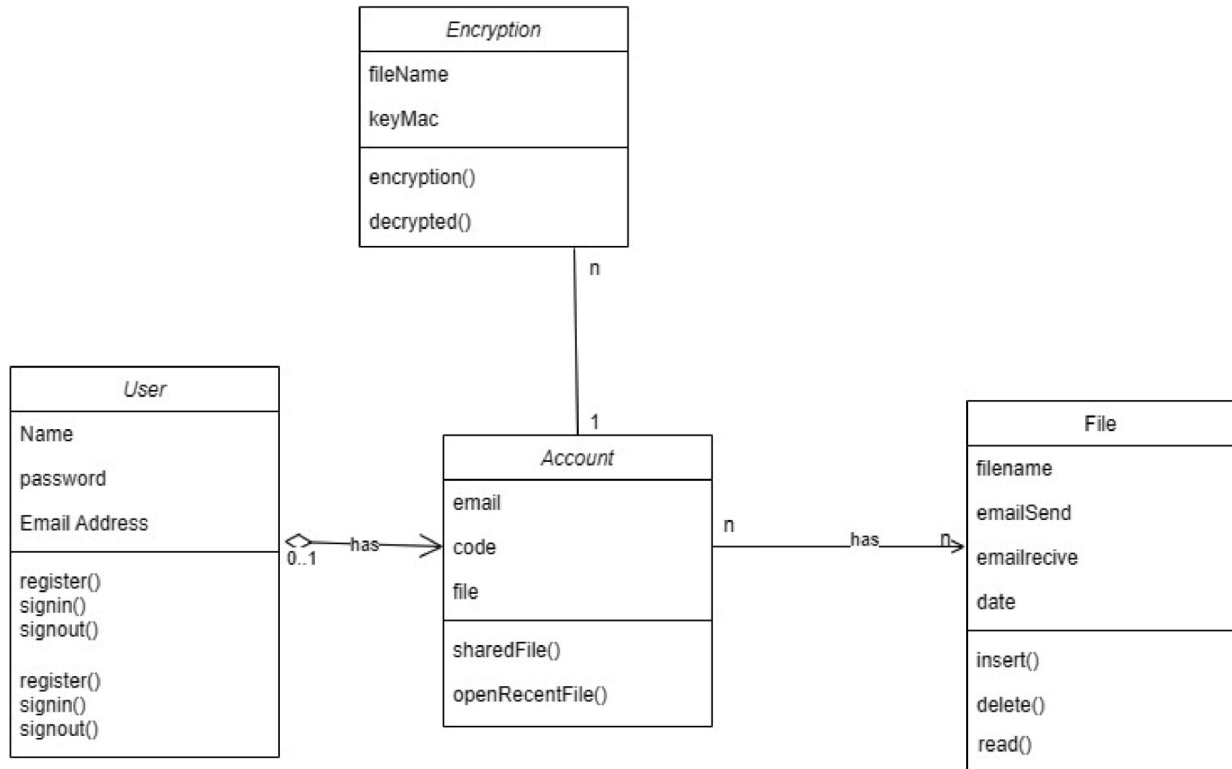 Encryption
fileName
keyMac
encryption()
decrypted()
n
1
User
Name
password
Email Address
register()
signin()
signout()
register()
signin()
signout()
0..1
has
Account
email
code
file
sharedFile()
openRecentFile()
n
has
n
File
filename
emailSend
emailrecive
date
insert()
delete()
read()